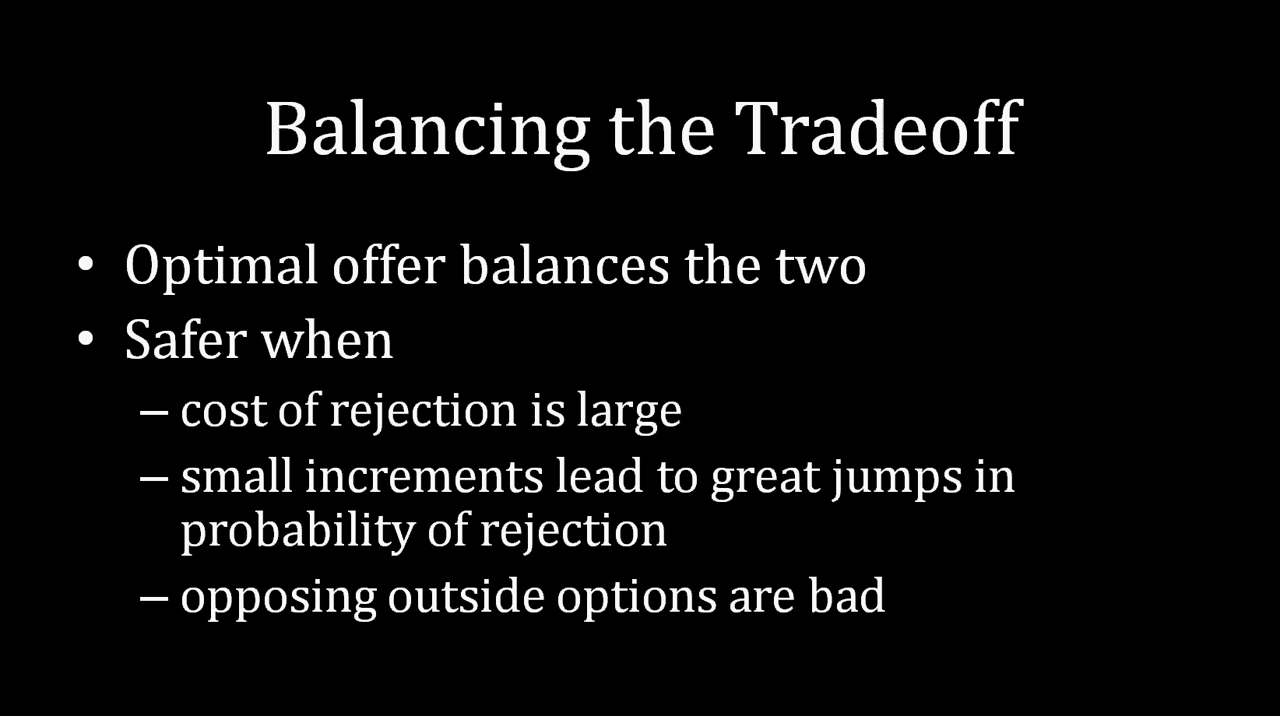 Balancing the Tradeoff
• Optimal offer balances the two
• Safer when
– cost of rejection is large
– small increments lead to great jumps in
probability of rejection
– opposing outside options are bad